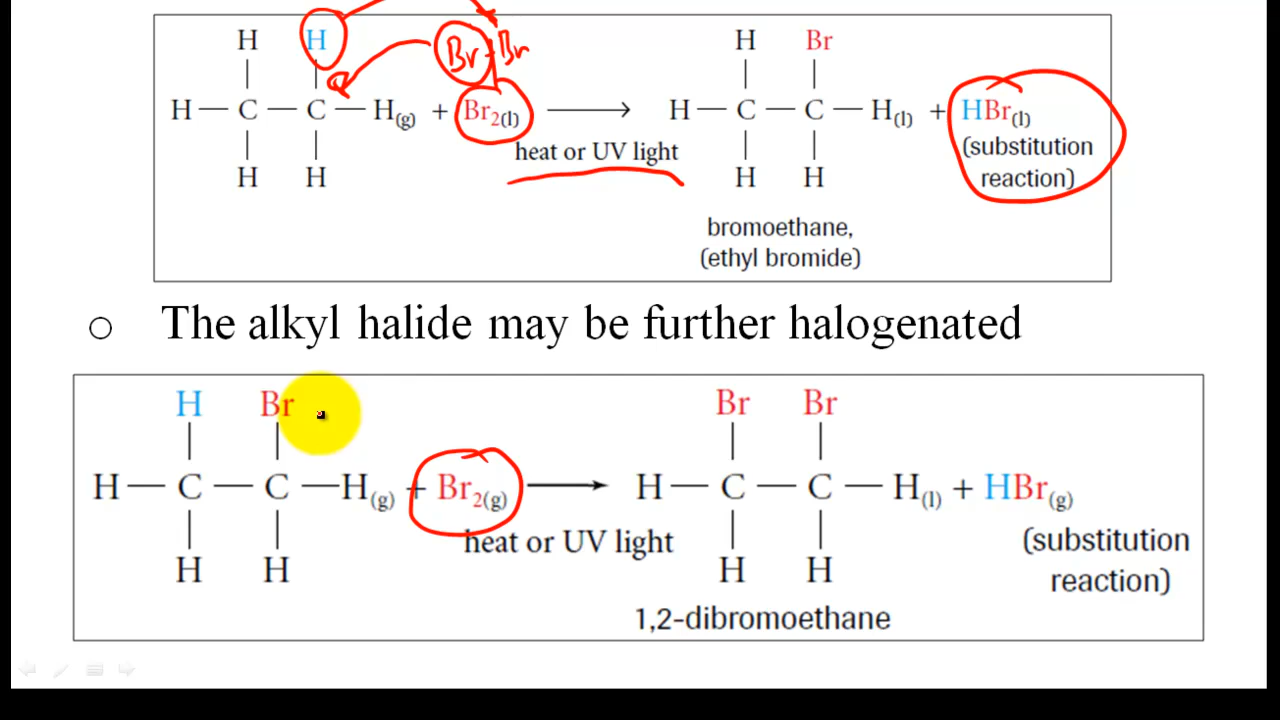 H H Br Br H Br
H — C — C — H(g) + Br2(l) ⟶ H — C — C — H(l) + HBr(l)
heat or UV light (substitution
H H H H reaction)
bromoethane,
(ethyl bromide)
○ The alkyl halide may be further halogenated
H Br Br Br
H — C — C — H(g) + Br2(g) ⟶ H — C — C — H(l) + HBr(g)
heat or UV light (substitution
H H H H reaction)
1,2-dibromoethane